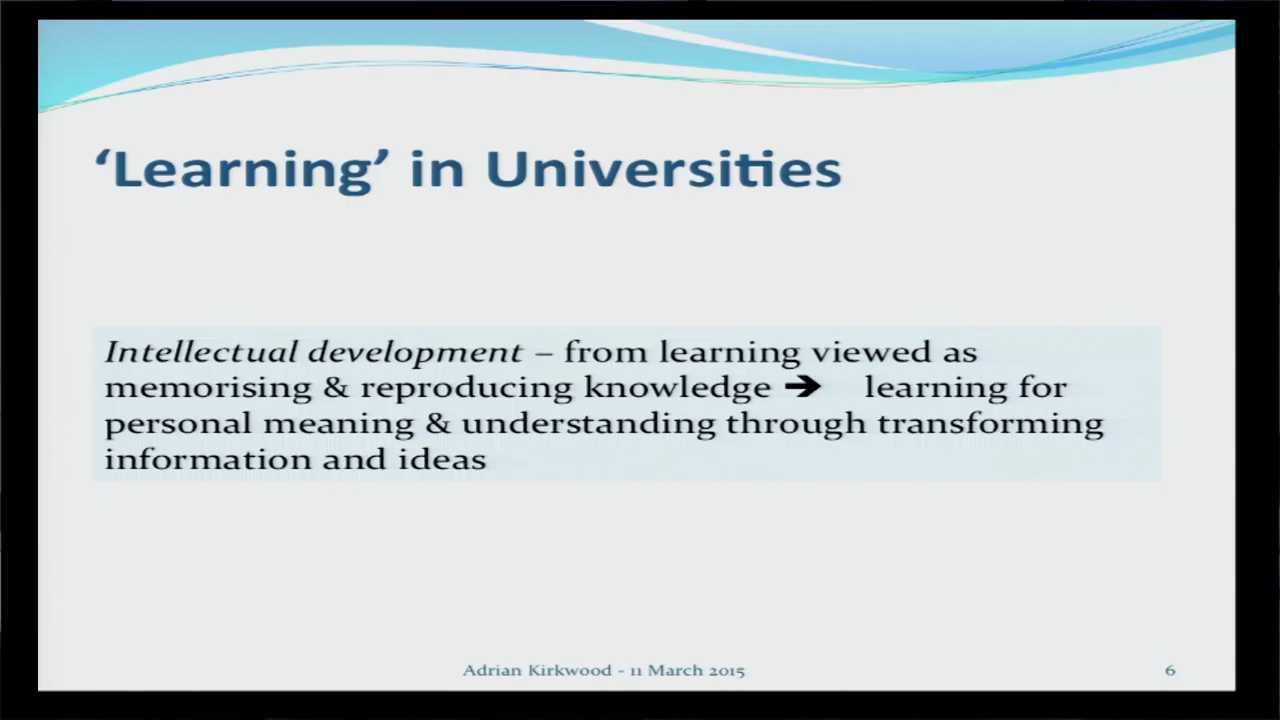 ‘Learning’ in Universities
Intellectual development – from learning viewed as
memorising & reproducing knowledge ➔ learning for
personal meaning & understanding through transforming
information and ideas
Adrian Kirkwood - 11 March 2015
6